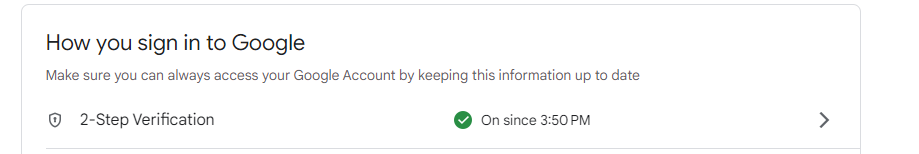 How you sign in to Google
Make sure you can always access your Google Account by keeping this information up to date
2-Step Verification On since 3:50 PM